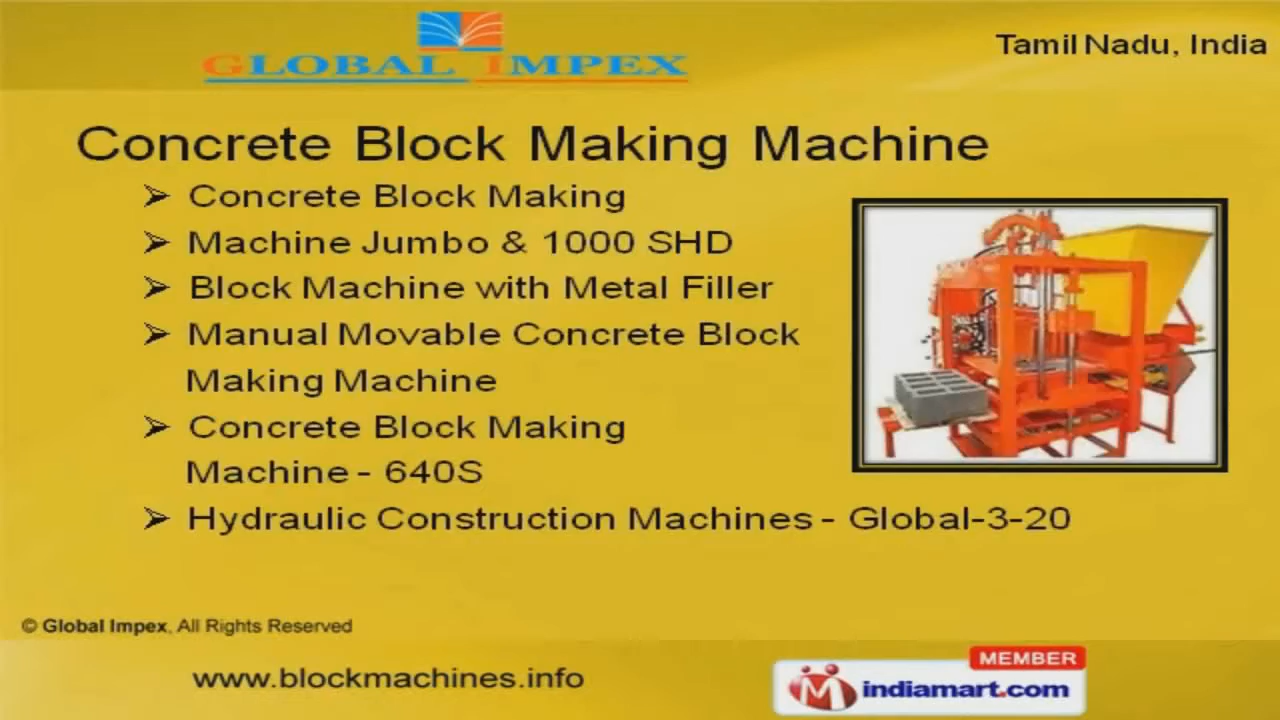 GLOBAL IMPEX
Tamil Nadu, India
Concrete Block Making Machine
➢ Concrete Block Making
➢ Machine Jumbo & 1000 SHD
➢ Block Machine with Metal Filler
➢ Manual Movable Concrete Block
Making Machine
➢ Concrete Block Making
Machine - 640S
➢ Hydraulic Construction Machines - Global-3-20
© Global Impex, All Rights Reserved
www.blockmachines.info
MEMBER
indiamart.com